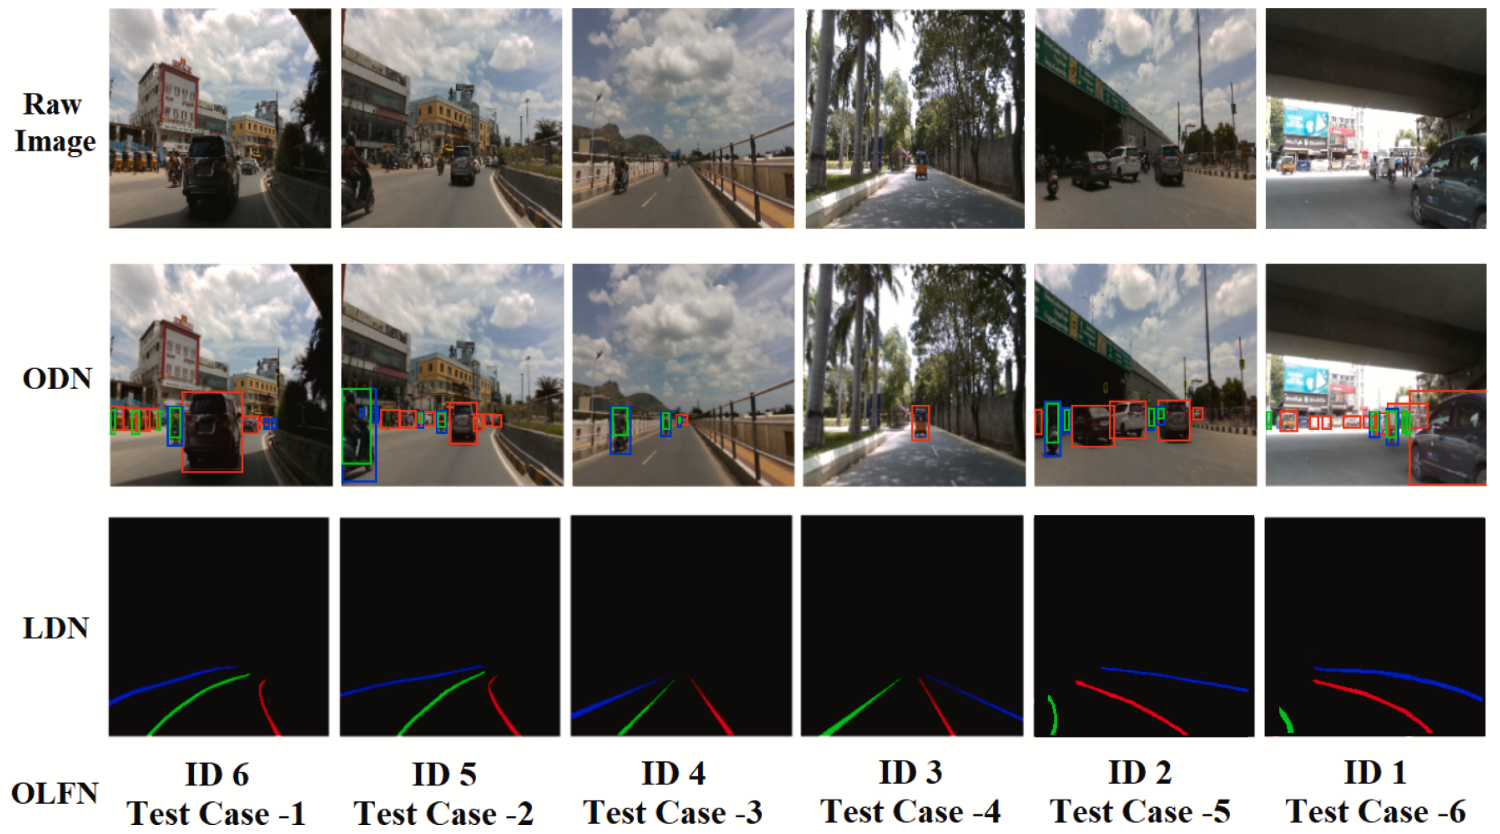 Raw
Image
ODN
LDN
OLFN
ID 6
Test Case -1
ID 5
Test Case -2
ID 4
Test Case -3
ID 3
Test Case -4
ID 2
Test Case -5
ID 1
Test Case -6